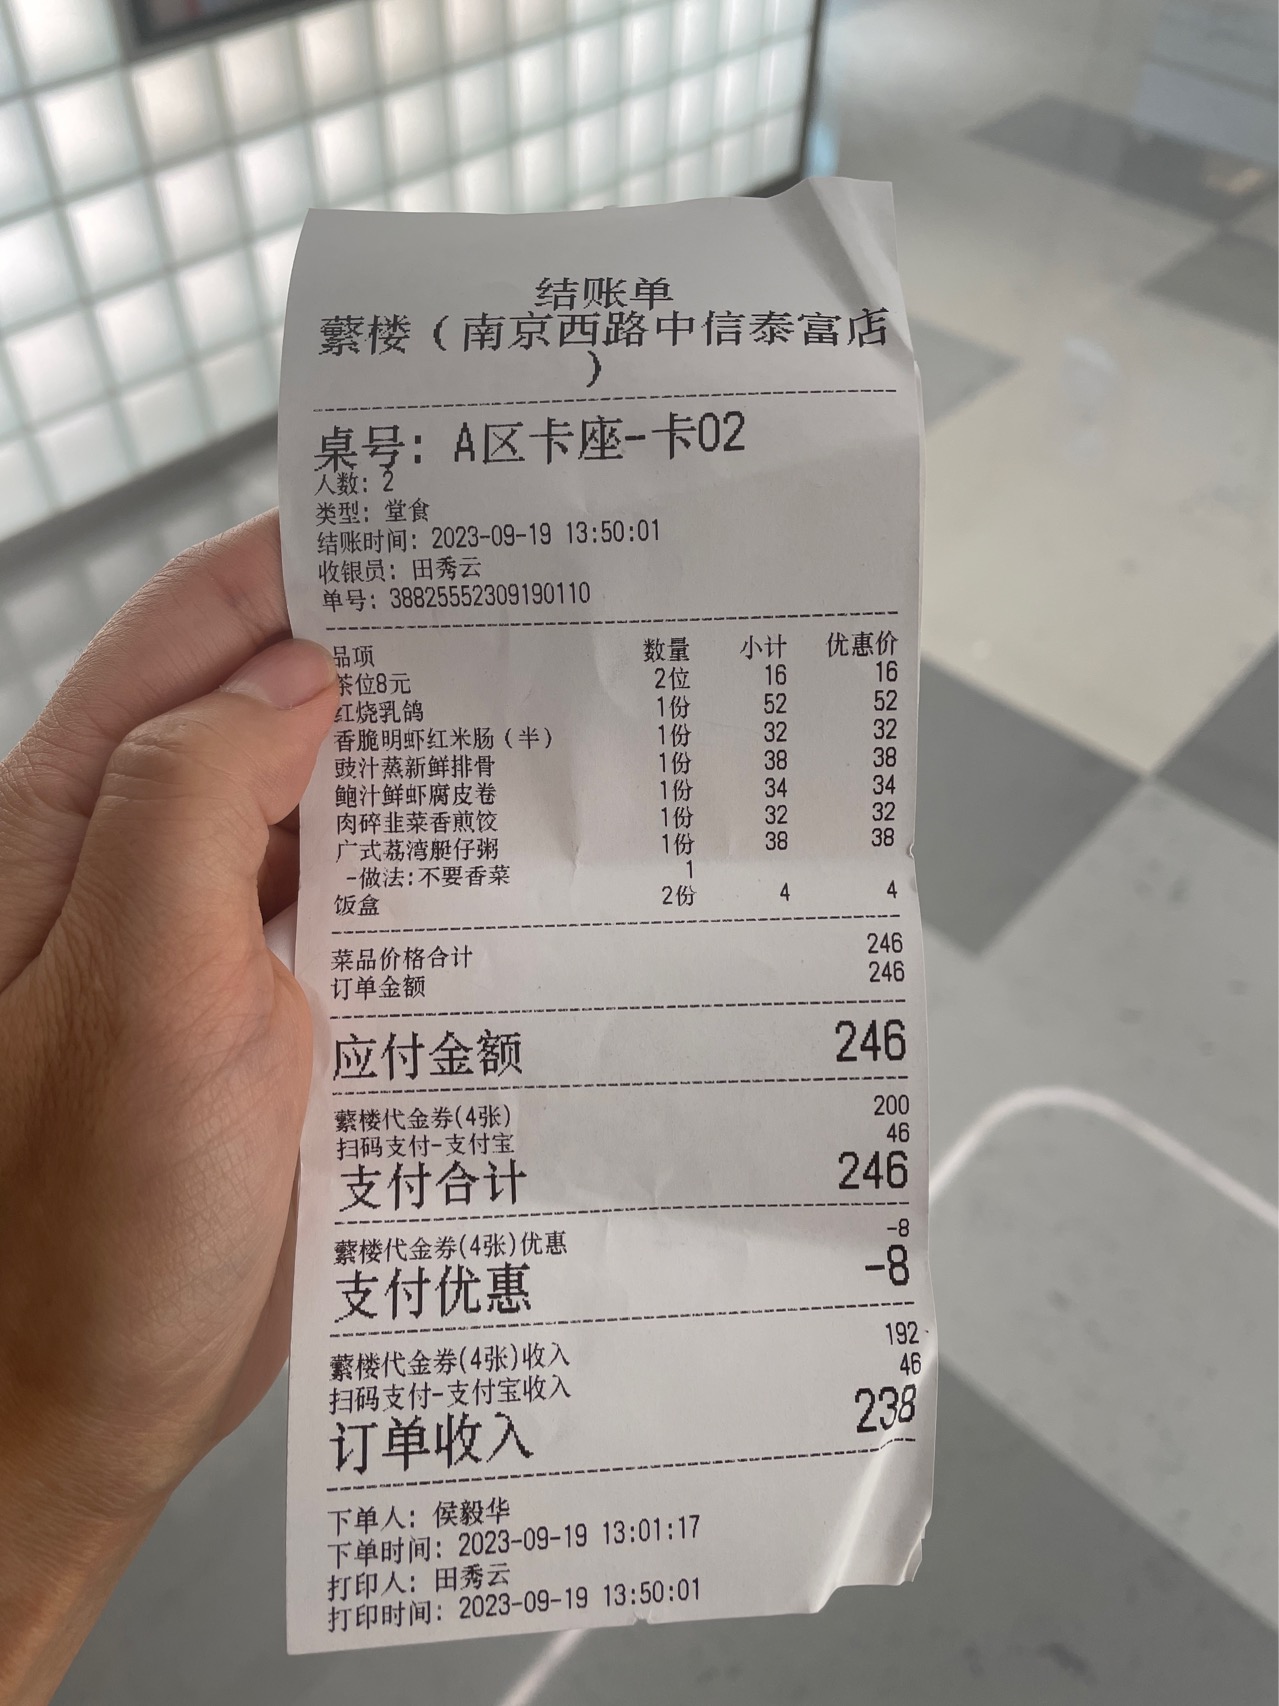 结账单
蘩楼（南京西路中信泰富店
）
桌号：A区卡座-卡02
人数：2
类型：堂食
结账时间：2023-09-19 13:50:01
收银员：田秀云
单号：38825552309190110
品项 数量 小计 优惠价
茶位8元 2位 16 16
红烧乳鸽 1份 52 52
香脆明虾红米肠（半） 1份 32 32
豉汁蒸新鲜排骨 1份 38 38
鲍汁鲜虾腐皮卷 1份 34 34
肉碎韭菜香煎饺 1份 32 32
广式荔湾艇仔粥 1份 38 38
-做法:不要香菜 1
饭盒 2份 4 4
菜品价格合计 246
订单金额 246
应付金额 246
蘩楼代金券(4张) 200
扫码支付-支付宝 46
支付合计 246
蘩楼代金券(4张)优惠 -8
支付优惠 -8
蘩楼代金券(4张)收入 192
扫码支付-支付宝收入 46
订单收入 238
下单人：侯毅华
下单时间：2023-09-19 13:01:17
打印人：田秀云
打印时间：2023-09-19 13:50:01